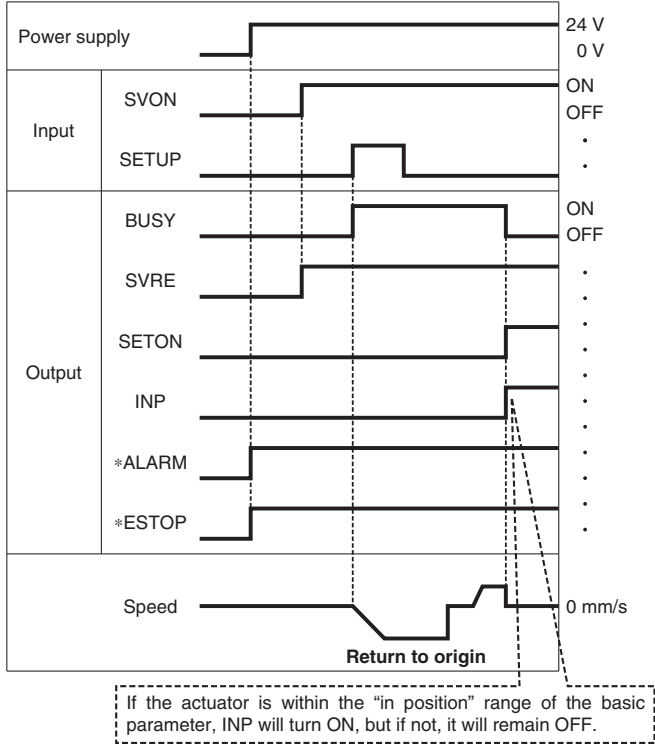 Power supply
24 V
0 V
Input
SVON
ON
OFF
SETUP
Output
BUSY
ON
OFF
SVRE
SETON
INP
*ALARM
*ESTOP
Speed
0 mm/s
Return to origin
If the actuator is within the “in position” range of the basic
parameter, INP will turn ON, but if not, it will remain OFF.